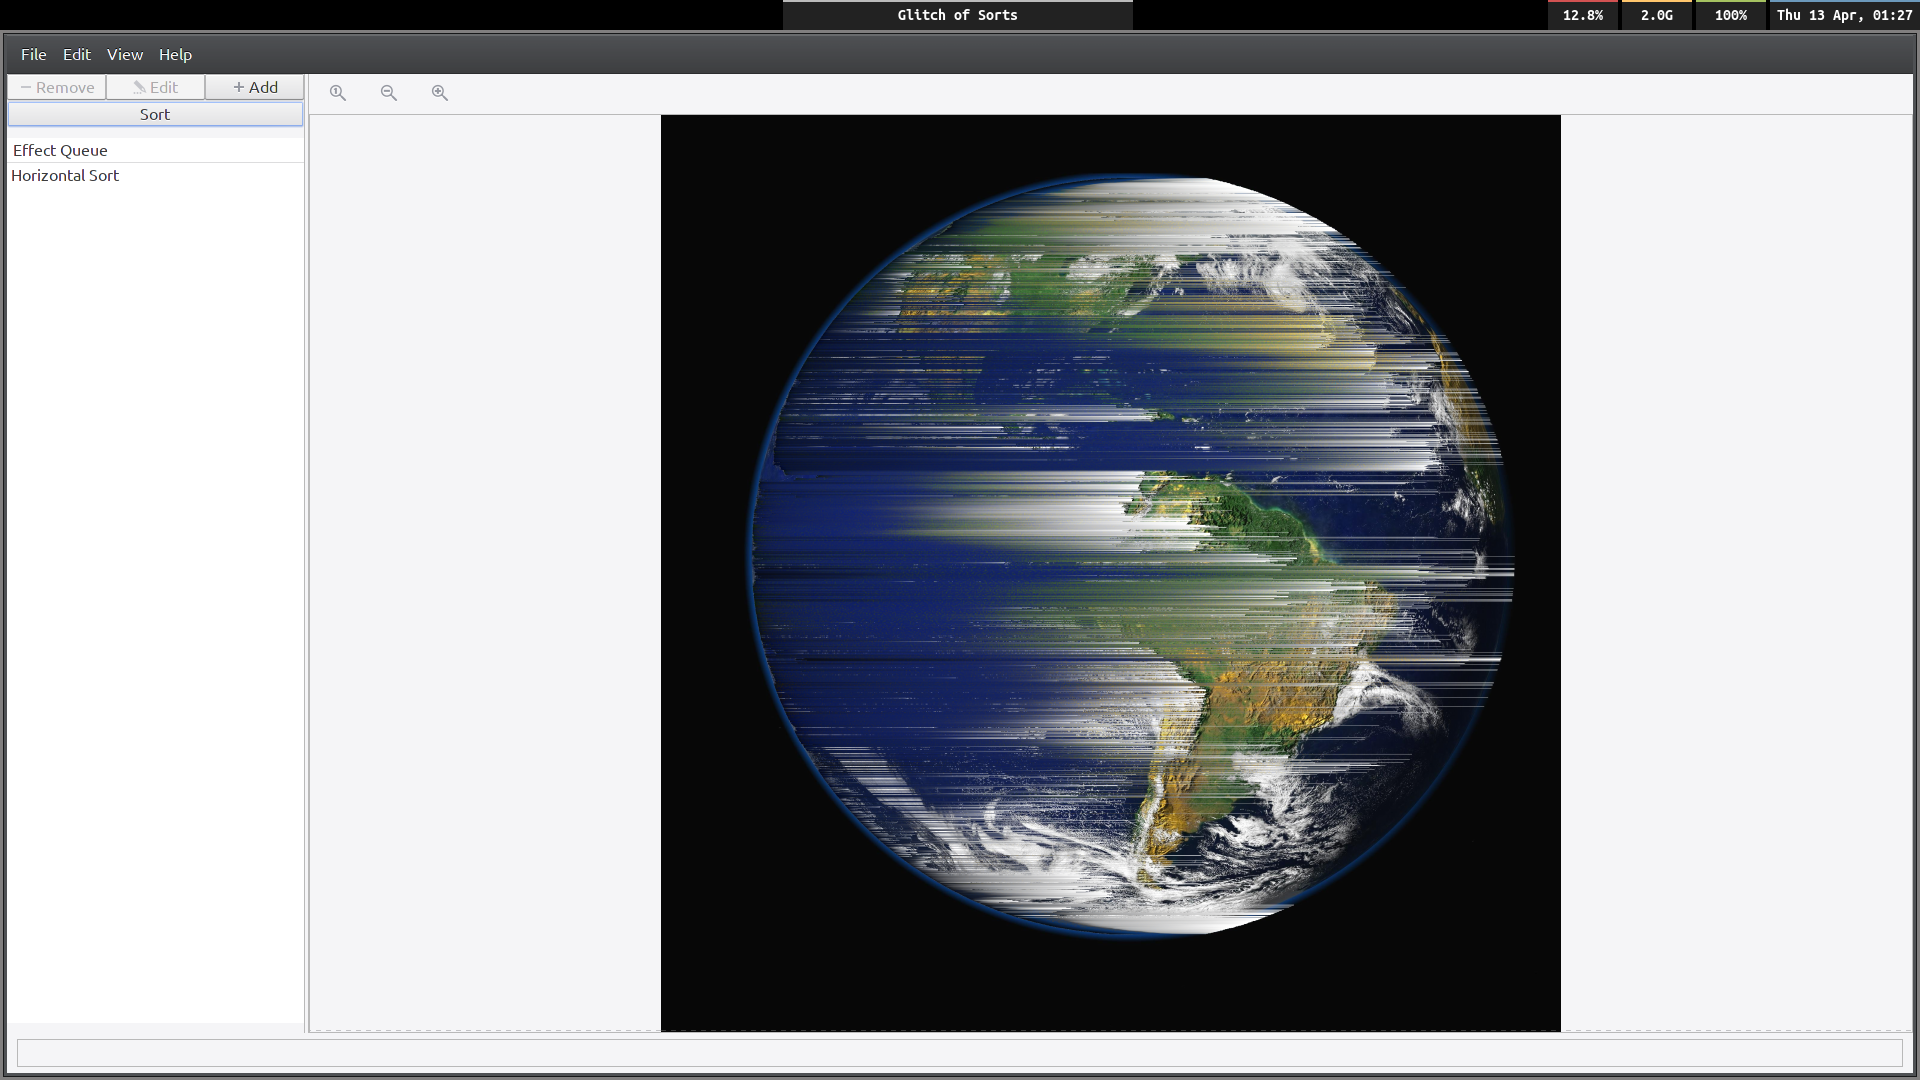 Glitch of Sorts
12.8% 2.0G 100% Thu 13 Apr, 01:27
File Edit View Help
Remove Edit Add
Sort
Effect Queue
Horizontal Sort